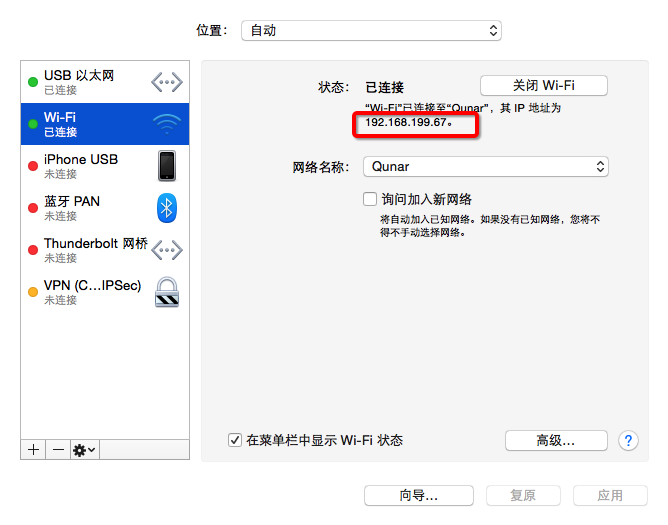 位置： 自动
USB 以太网
已连接
Wi-Fi
已连接
iPhone USB
未连接
蓝牙 PAN
未连接
Thunderbolt 网桥
未连接
VPN (C...IPSec)
未连接
状态： 已连接 关闭 Wi-Fi
“Wi-Fi”已连接至“Qunar”，其 IP 地址为
192.168.199.67。
网络名称： Qunar
询问加入新网络
将自动加入已知网络。如果没有已知网络，您将不
得不手动选择网络。
在菜单栏中显示 Wi-Fi 状态 高级... ?
向导... 复原 应用